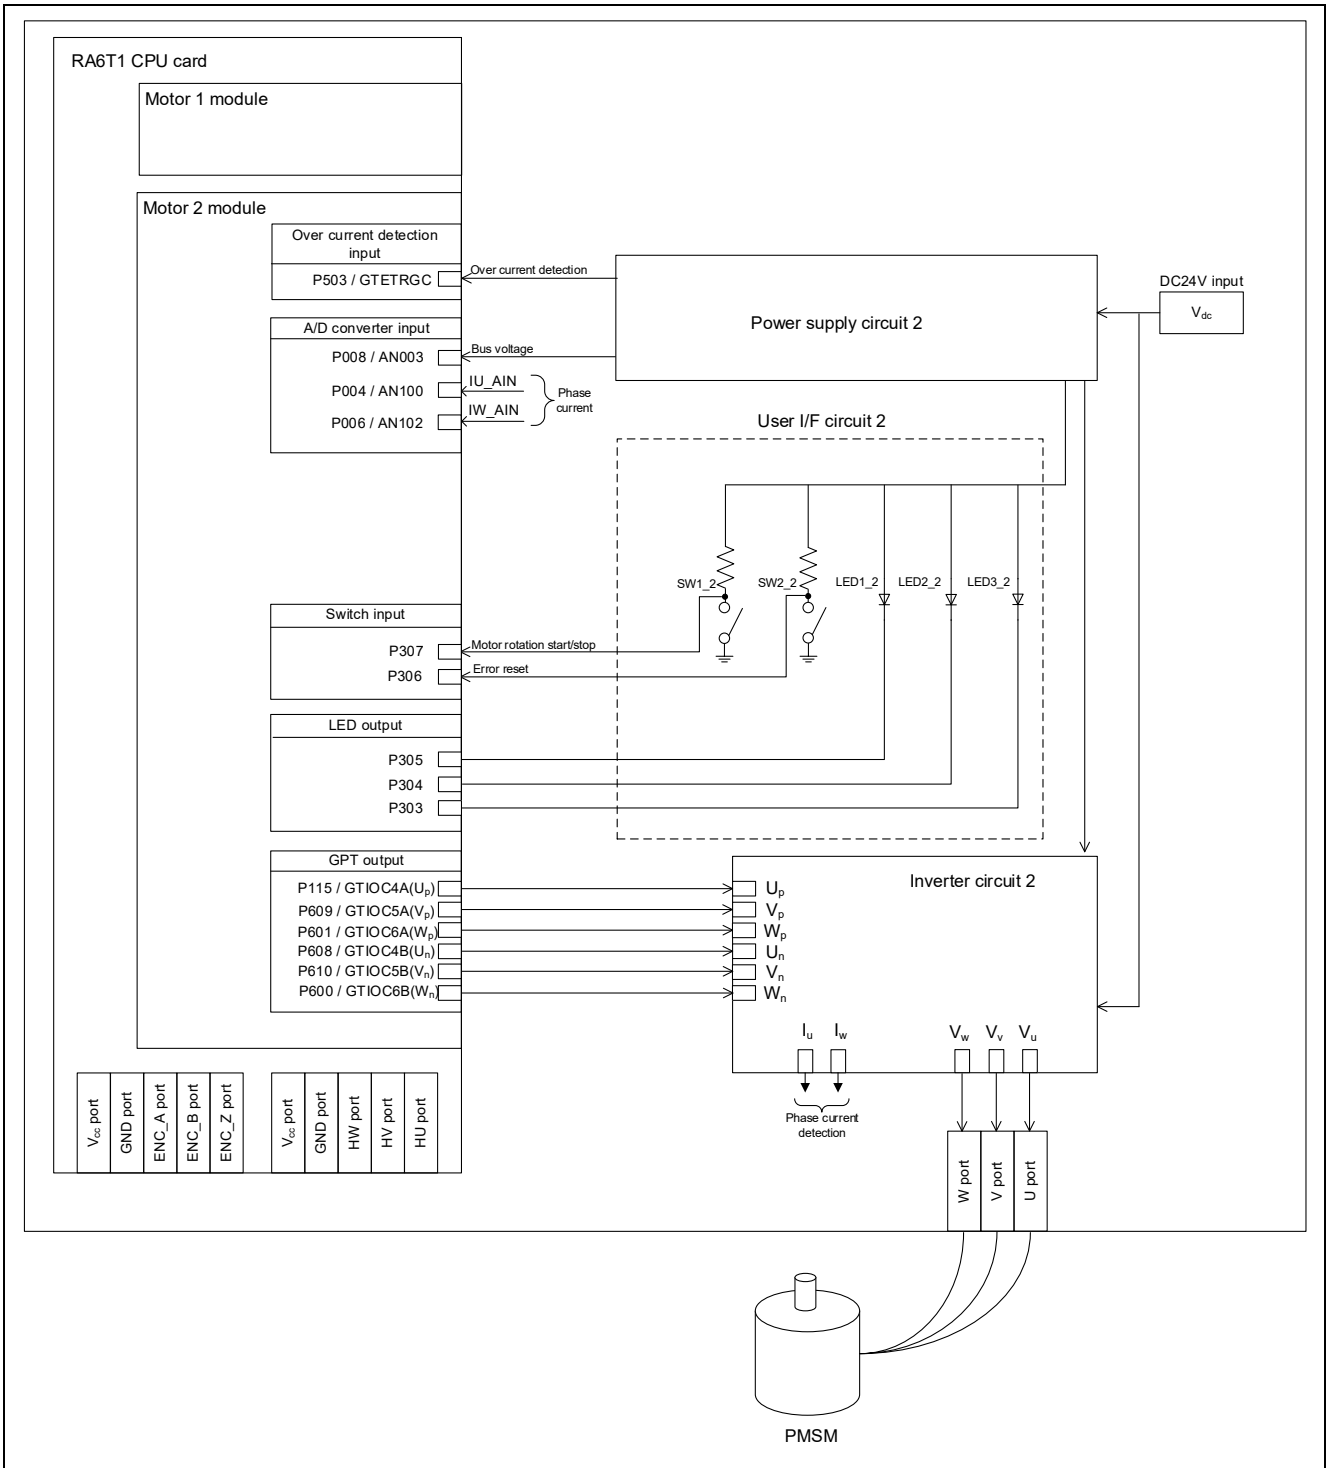 RA6T1 CPU card
Motor 1 module
Motor 2 module
Over current detection
input
P503 / GTETRGC
Over current detection
A/D converter input
P008 / AN003
Bus voltage
P004 / AN100
IU_AIN
P006 / AN102
IW_AIN
Phase
current
Power supply circuit 2
DC24V input
Vdc
User I/F circuit 2
SW1_2
SW2_2
LED1_2
LED2_2
LED3_2
Switch input
P307
Motor rotation start/stop
P306
Error reset
LED output
P305
P304
P303
GPT output
P115 / GTIOC4A(Up)
P609 / GTIOC5A(Vp)
P601 / GTIOC6A(Wp)
P608 / GTIOC4B(Un)
P610 / GTIOC5B(Vn)
P600 / GTIOC6B(Wn)
Inverter circuit 2
Up
Vp
Wp
Un
Vn
Wn
Iu
Iw
Vw
Vv
Vu
Phase current
detection
Vcc port
GND port
ENC_A port
ENC_B port
ENC_Z port
Vcc port
GND port
HW port
HV port
HU port
W port
V port
U port
PMSM